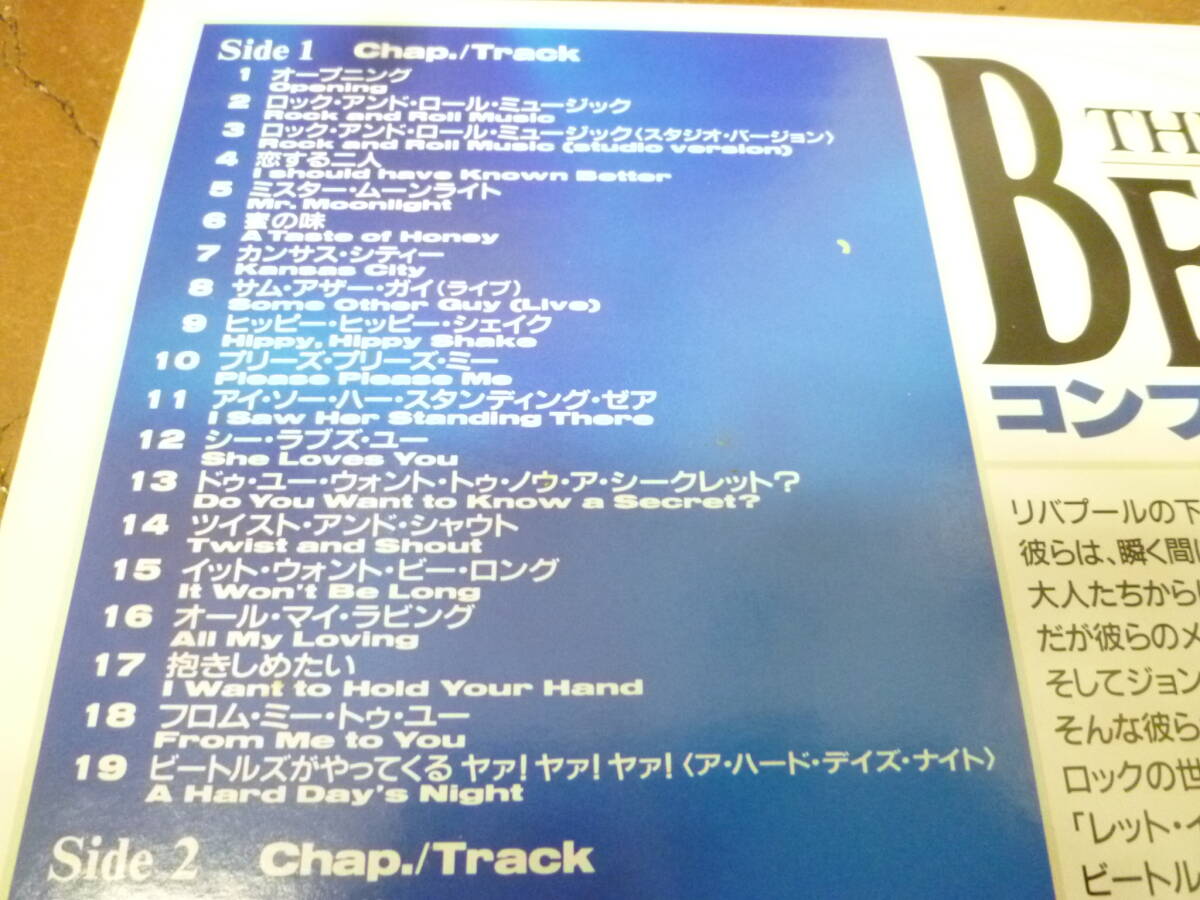 Side 1 Chap./Track
1 オープニング
Opening
2 ロック・アンド・ロール・ミュージック
Rock and Roll Music
3 ロック・アンド・ロール・ミュージック〈スタジオ・バージョン〉
Rock and Roll Music (studio version)
4 恋する二人
I should have Known Better
5 ミスター・ムーンライト
Mr. Moonlight
6 蜜の味
A Taste of Honey
7 カンサス・シティー
Kansas City
8 サム・アザー・ガイ(ライブ)
Some Other Guy (Live)
9 ヒッピー・ヒッピー・シェイク
Hippy, Hippy Shake
10 プリーズ・プリーズ・ミー
Please Please Me
11 アイ・ソー・ハー・スタンディング・ゼア
I Saw Her Standing There
12 シー・ラブズ・ユー
She Loves You
13 ドゥ・ユー・ウォント・トゥ・ノウ・ア・シークレット?
Do You Want to Know a Secret?
14 ツイスト・アンド・シャウト
Twist and Shout
15 イット・ウォント・ビー・ロング
It Won't Be Long
16 オール・マイ・ラビング
All My Loving
17 抱きしめたい
I Want to Hold Your Hand
18 フロム・ミー・トゥ・ユー
From Me to You
19 ビートルズがやってくる ヤァ!ヤァ!ヤァ!〈ア・ハード・デイズ・ナイト〉
A Hard Day's Night
Side 2 Chap./Track
TH
BE
コンプ
リバプールの下
彼らは、瞬く間に
大人たちから
だが彼らのメ
そしてジョン
そんな彼ら
ロックの世
「レット・イ
ビートル